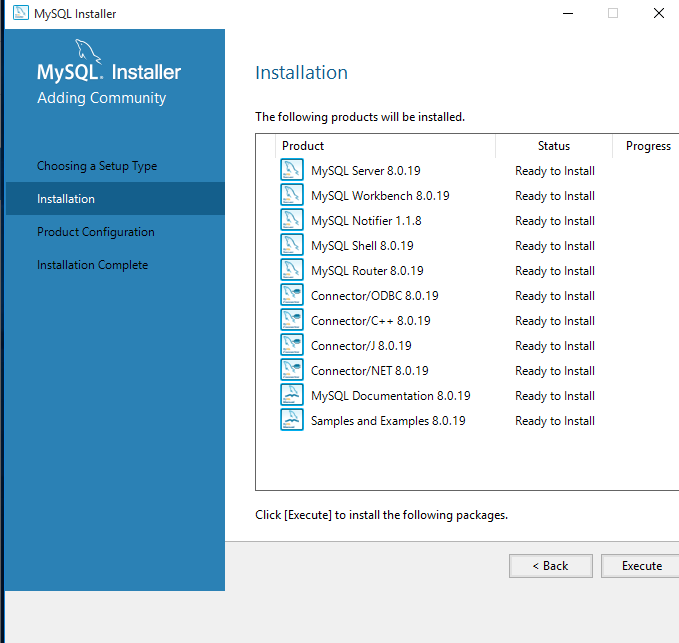 MySQL Installer
MySQL. Installer
Adding Community
Choosing a Setup Type
Installation
Product Configuration
Installation Complete
Installation
The following products will be installed.
Product Status Progress
MySQL Server 8.0.19 Ready to Install
MySQL Workbench 8.0.19 Ready to Install
MySQL Notifier 1.1.8 Ready to Install
MySQL Shell 8.0.19 Ready to Install
MySQL Router 8.0.19 Ready to Install
Connector/ODBC 8.0.19 Ready to Install
Connector/C++ 8.0.19 Ready to Install
Connector/J 8.0.19 Ready to Install
Connector/NET 8.0.19 Ready to Install
MySQL Documentation 8.0.19 Ready to Install
Samples and Examples 8.0.19 Ready to Install
Click [Execute] to install the following packages.
< Back Execute